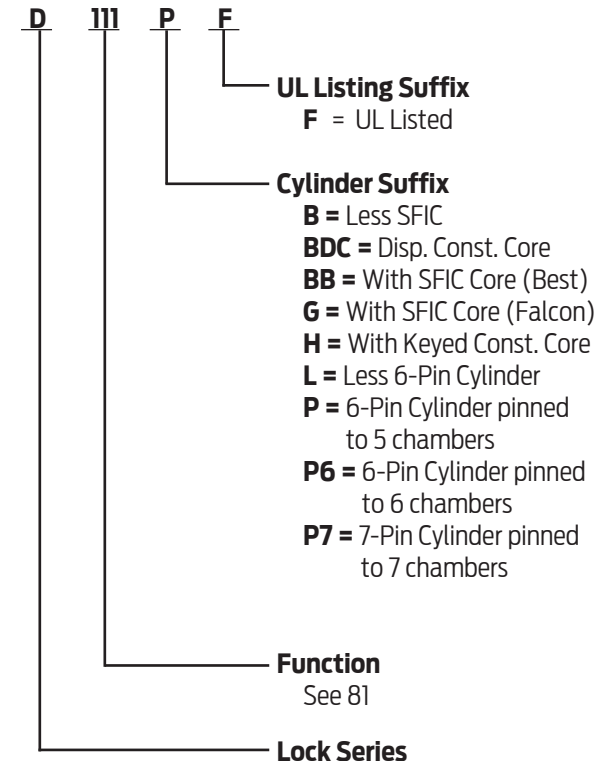 D 111 P F
UL Listing Suffix
F = UL Listed
Cylinder Suffix
B = Less SFIC
BDC = Disp. Const. Core
BB = With SFIC Core (Best)
G = With SFIC Core (Falcon)
H = With Keyed Const. Core
L = Less 6-Pin Cylinder
P = 6-Pin Cylinder pinned
to 5 chambers
P6 = 6-Pin Cylinder pinned
to 6 chambers
P7 = 7-Pin Cylinder pinned
to 7 chambers
Function
See 81
Lock Series